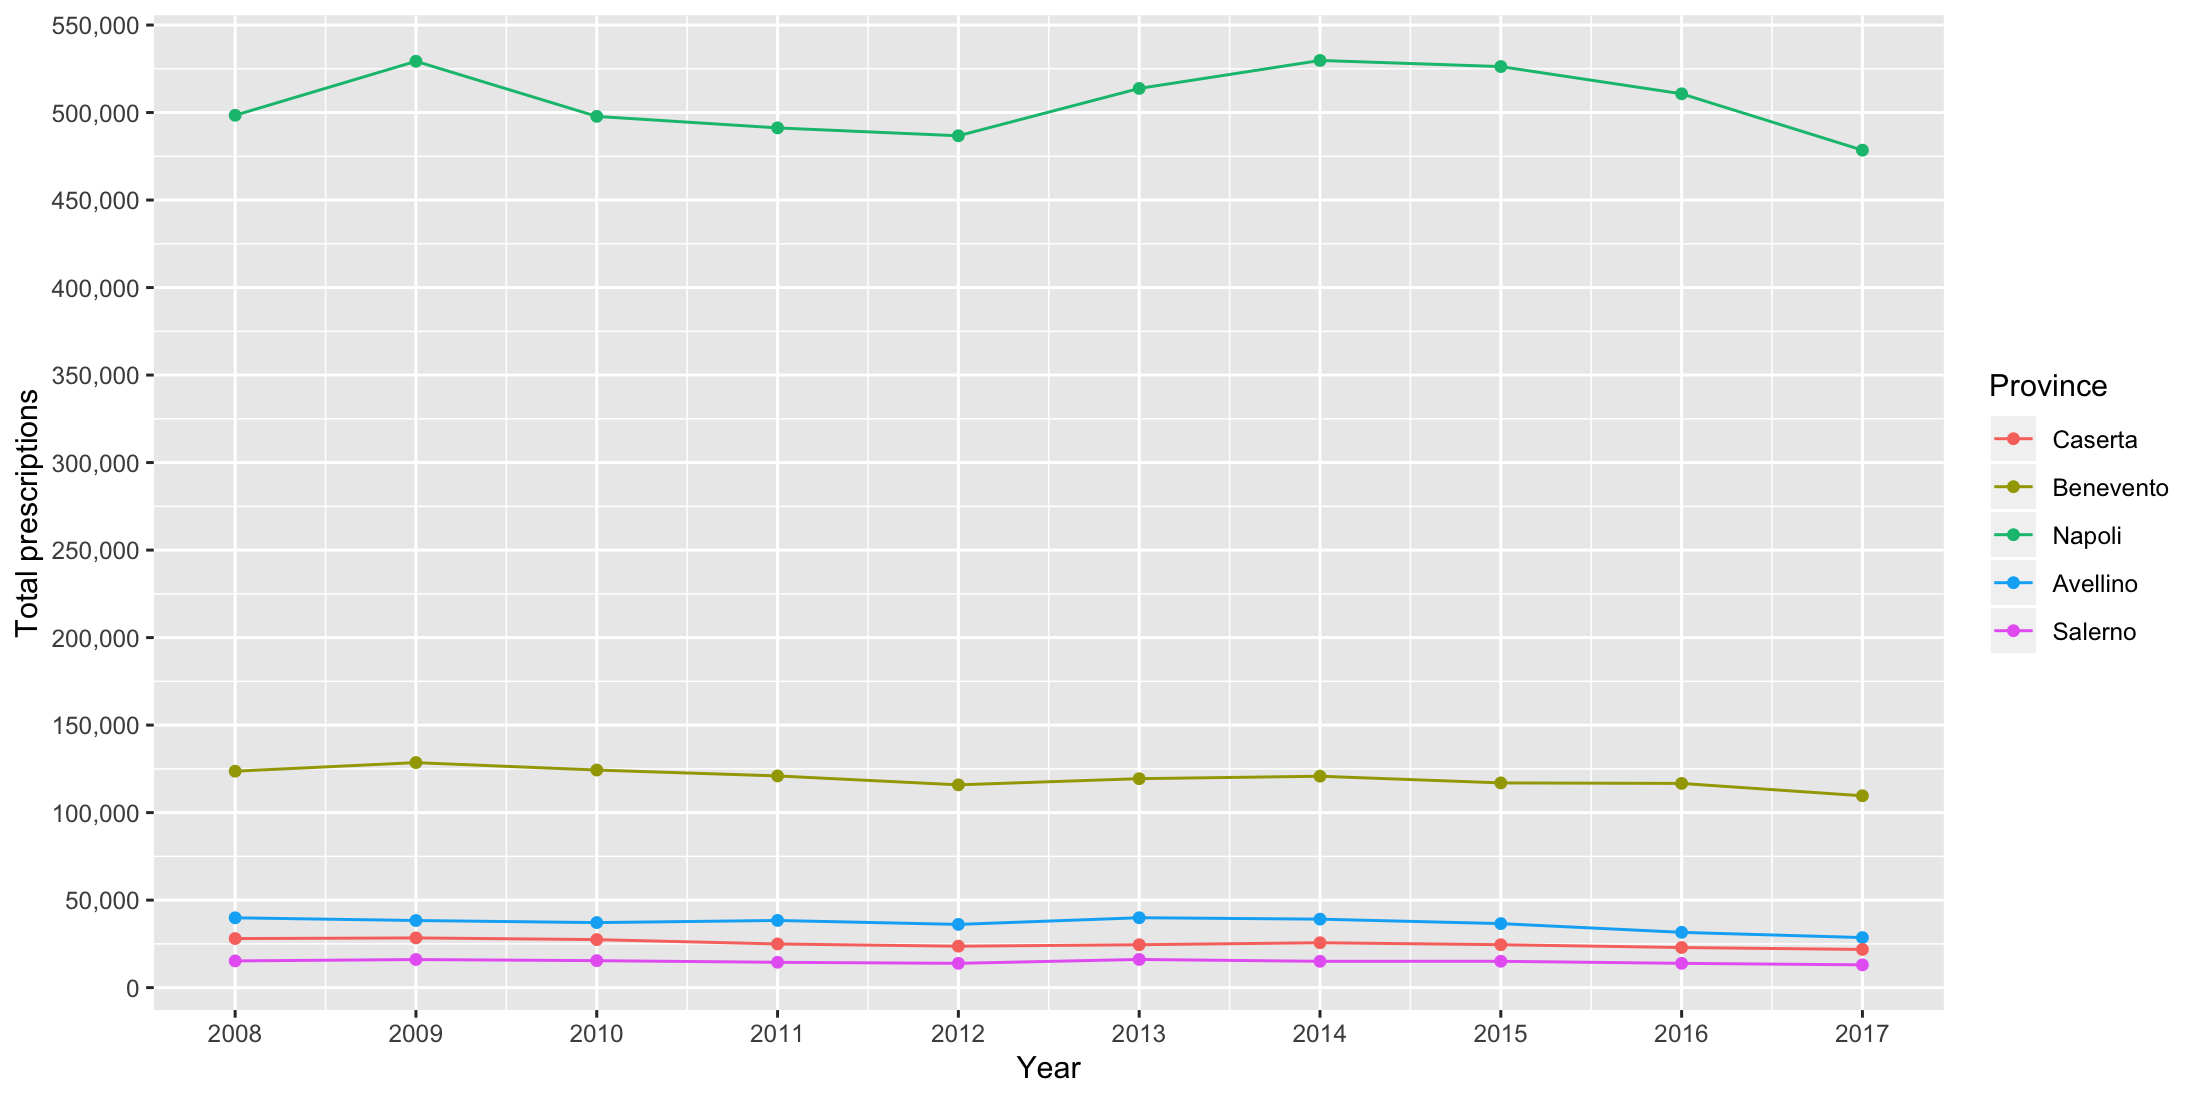 550,000
500,000
450,000
400,000
350,000
300,000
250,000
200,000
150,000
100,000
50,000
0
Total prescriptions
2008 2009 2010 2011 2012 2013 2014 2015 2016 2017
Year
Province
Caserta
Benevento
Napoli
Avellino
Salerno